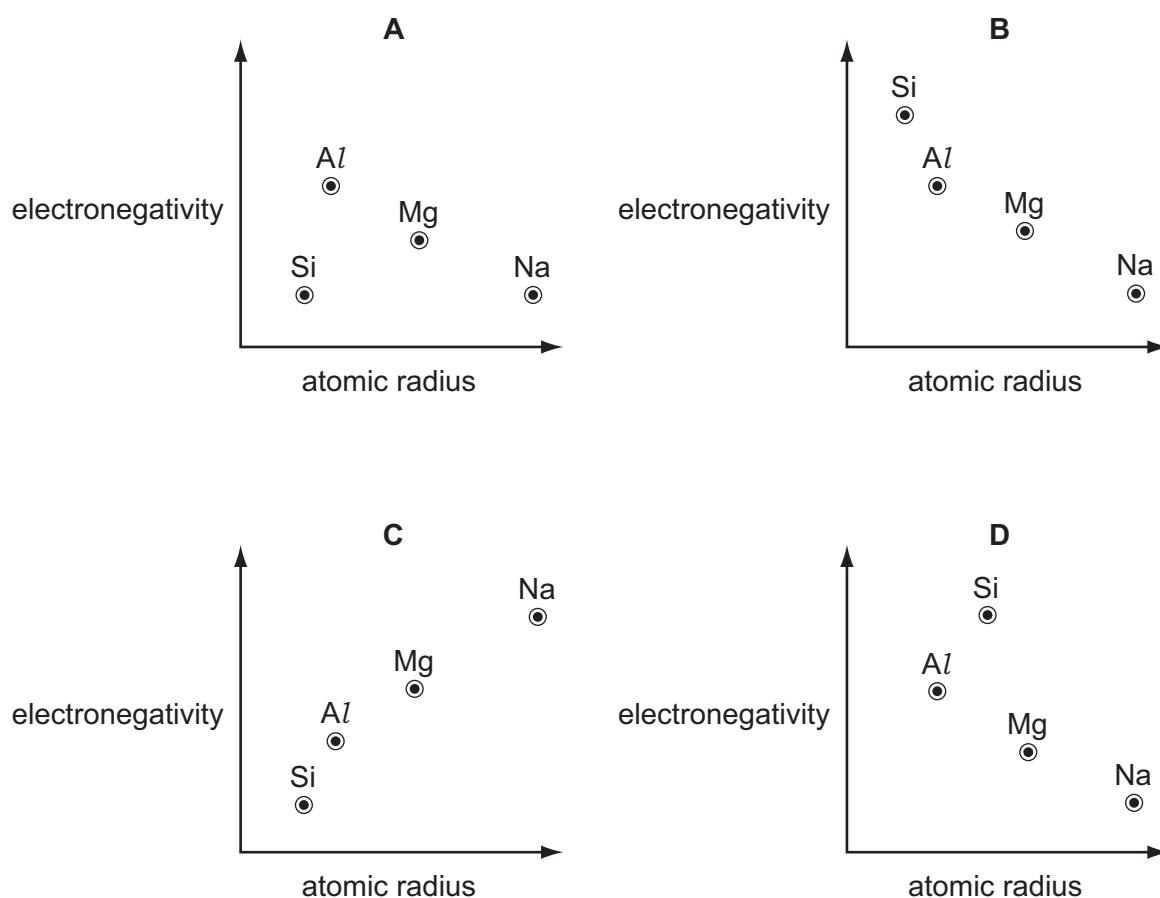 A
electronegativity
Al
Mg
Si
Na
atomic radius
B
electronegativity
Si
Al
Mg
Na
atomic radius
C
electronegativity
Na
Mg
Al
Si
atomic radius
D
electronegativity
Si
Al
Mg
Na
atomic radius